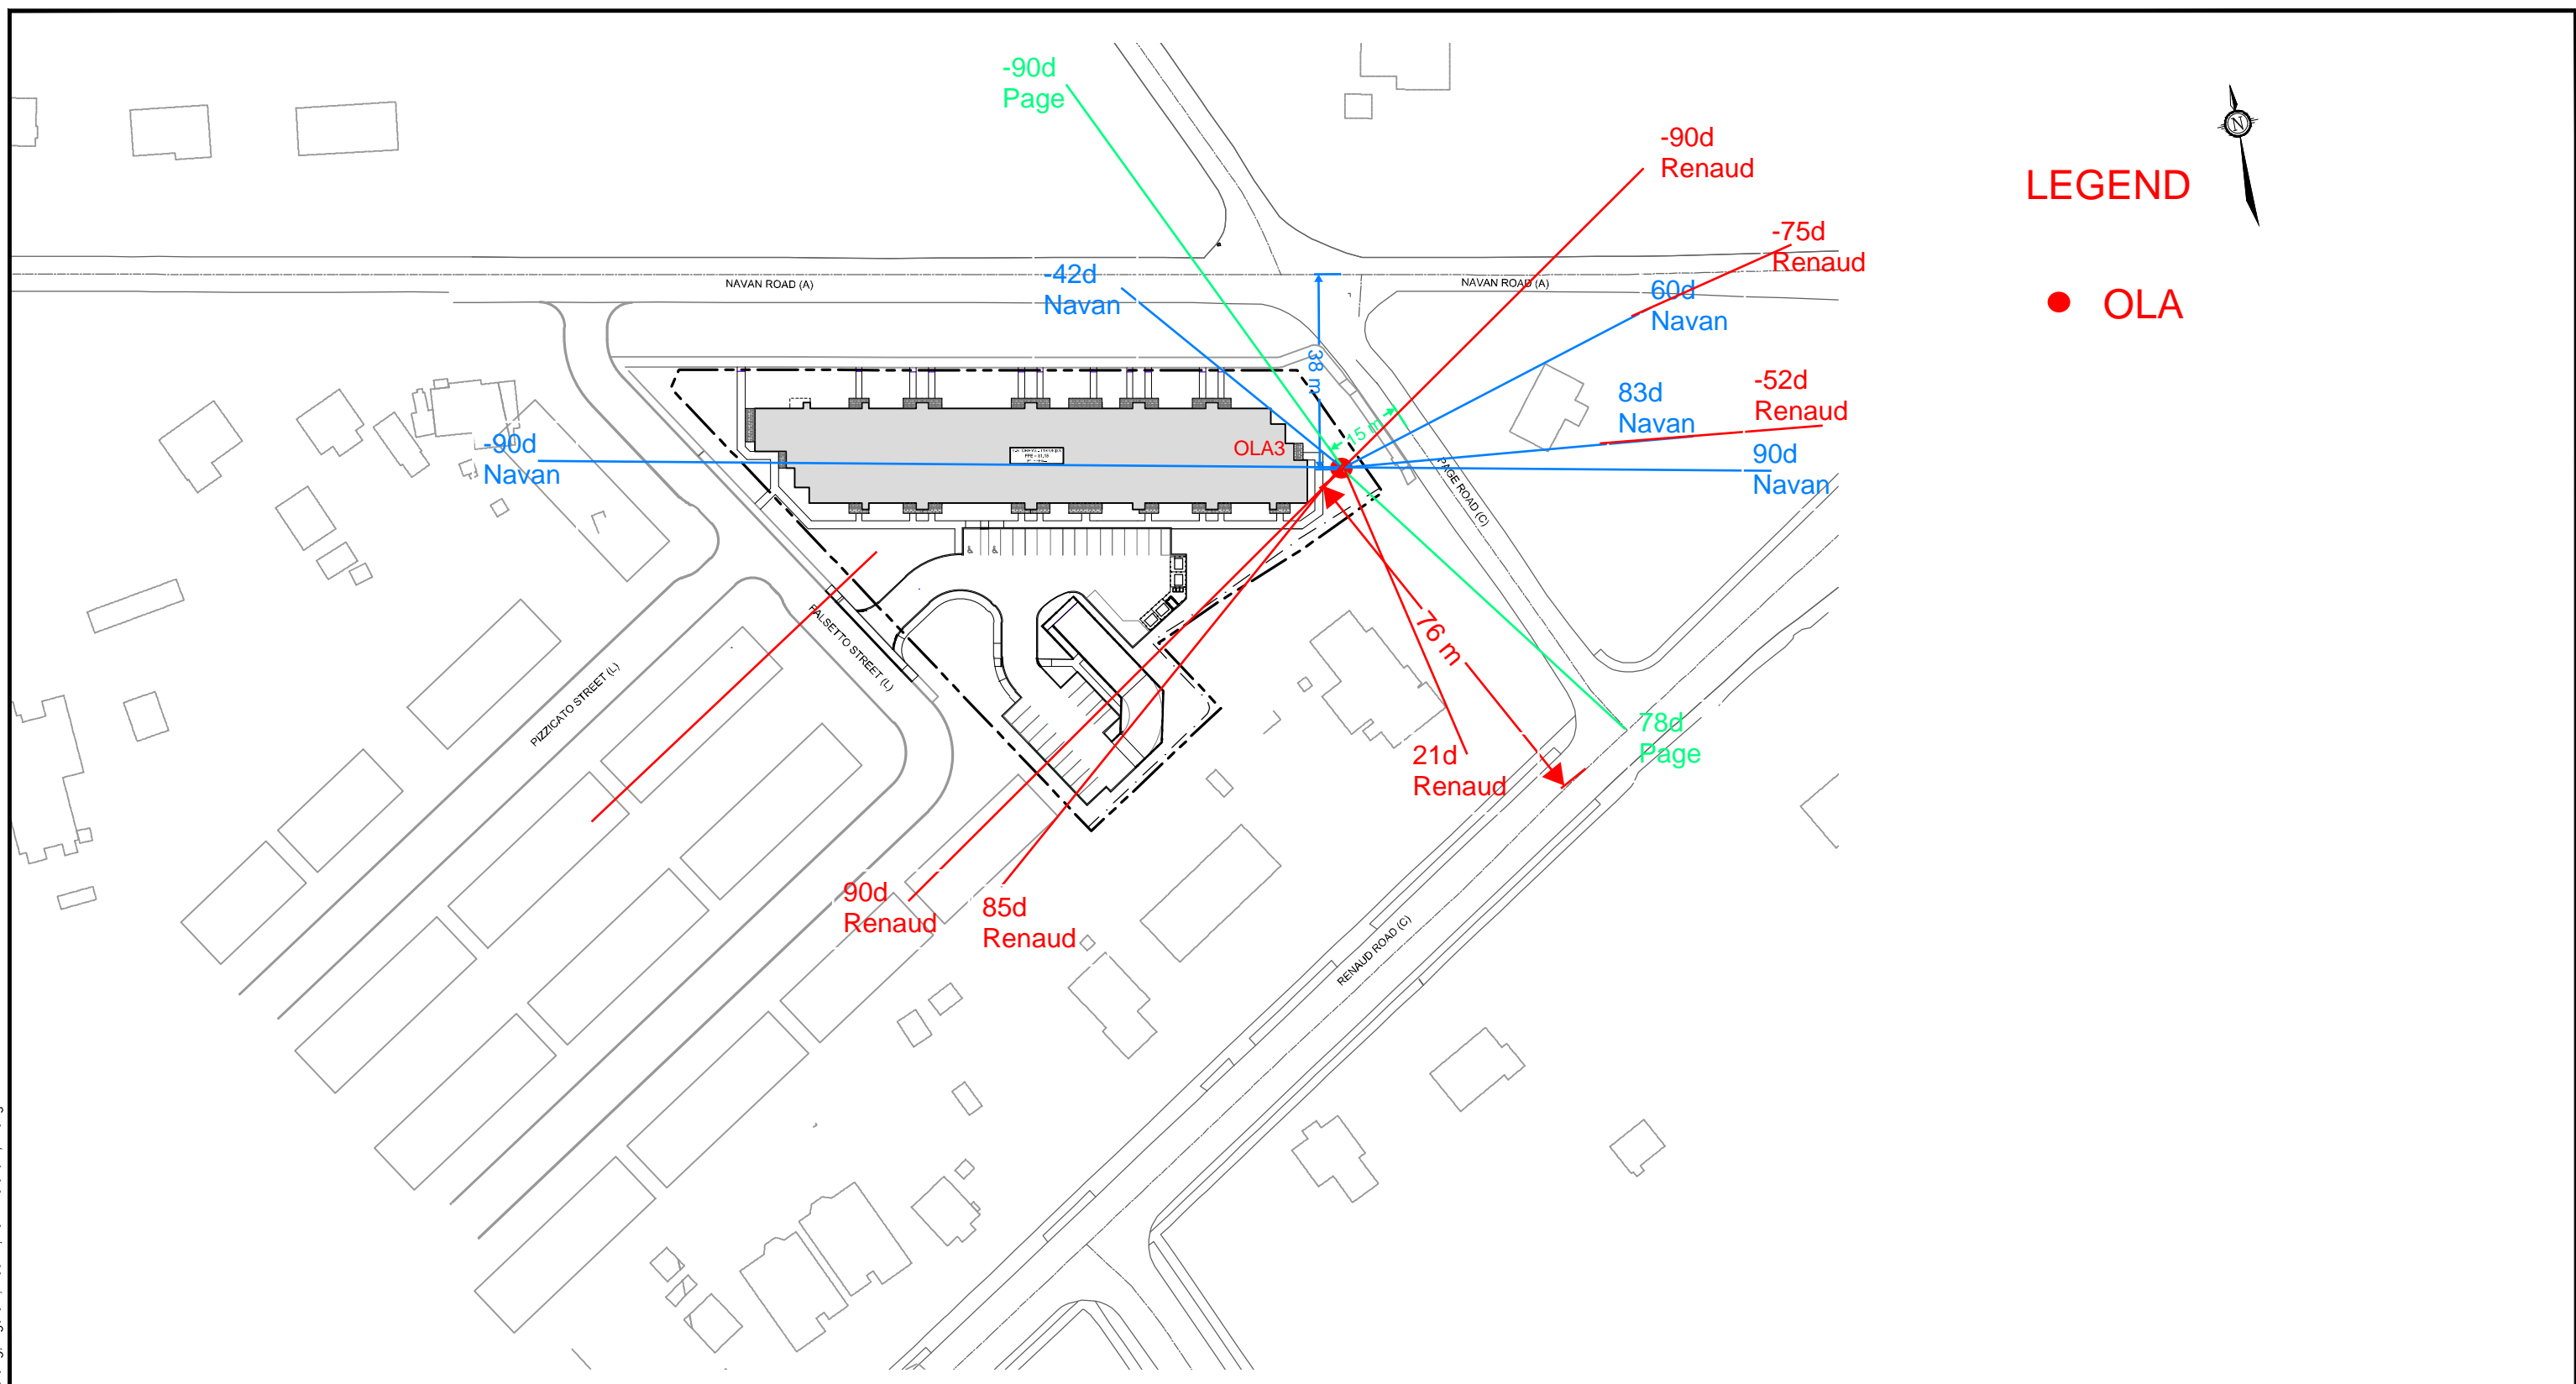 -90d
Page
-90d
Renaud
N
LEGEND
-75d
Renaud
OLA
-42d
Navan
NAVAN ROAD (A)
NAVAN ROAD (A)
60d
Navan
38 m
83d
Navan
-52d
Renaud
-90d
Navan
OLA3
15 m
90d
Navan
PAGE ROAD (C)
FALSETTO STREET (L)
PIZZICATO STREET (L)
76 m
78d
Page
21d
Renaud
90d
Renaud
85d
Renaud
RENAUD ROAD (C)